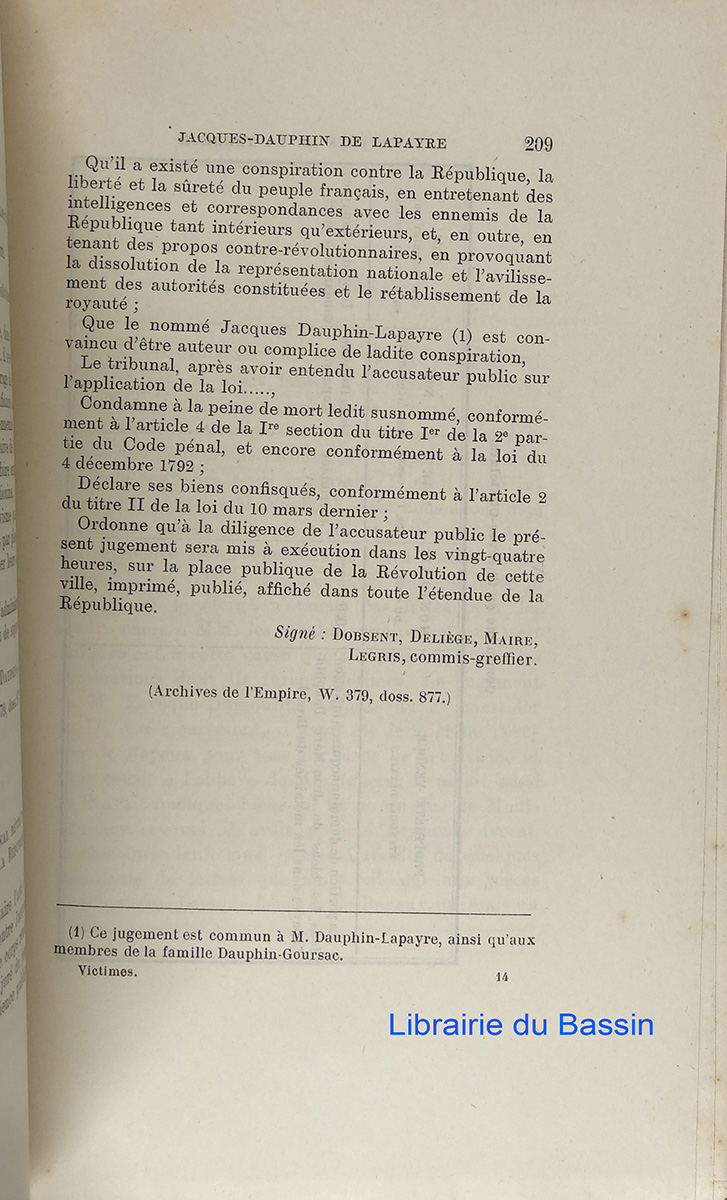 JACQUES-DAUPHIN DE LAPAYRE 209
Qu'il a existé une conspiration contre la République, la
liberté et la sûreté du peuple français, en entretenant des
intelligences et correspondances avec les ennemis de la
République tant intérieurs qu'extérieurs, et, en outre, en
tenant des propos contre-révolutionnaires, en provoquant
la dissolution de la représentation nationale et l'avilisse-
ment des autorités constituées et le rétablissement de la
royauté ;
Que le nommé Jacques Dauphin-Lapayre (1) est con-
vaincu d'être auteur ou complice de ladite conspiration,
Le tribunal, après avoir entendu l'accusateur public sur
l'application de la loi.....,
Condamne à la peine de mort ledit susnommé, conformé-
ment à l'article 4 de la Ire section du titre Ier de la 2e par-
tie du Code pénal, et encore conformément à la loi du
4 décembre 1792 ;
Déclare ses biens confisqués, conformément à l'article 2
du titre II de la loi du 10 mars dernier ;
Ordonne qu'à la diligence de l'accusateur public le pré-
sent jugement sera mis à exécution dans les vingt-quatre
heures, sur la place publique de la Révolution de cette
ville, imprimé, publié, affiché dans toute l'étendue de la
République.
Signé : DOBSENT, DELIÈGE, MAIRE,
LEGRIS, commis-greffier.
(Archives de l'Empire, W. 379, doss. 877.)
(1) Ce jugement est commun à M. Dauphin-Lapayre, ainsi qu'aux
membres de la famille Dauphin-Goursac.
Victimes. 14
Librairie du Bassin